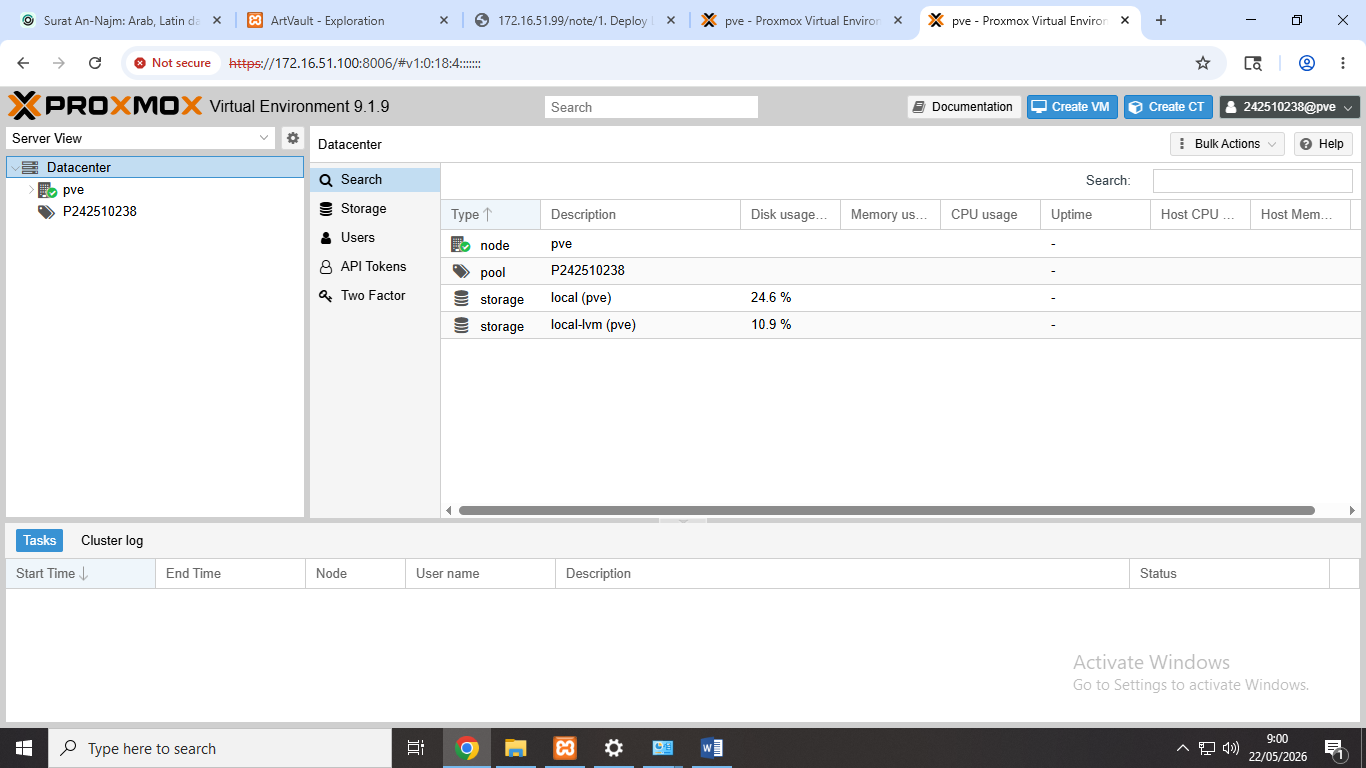 Surat An-Najm: Arab, Latin da
ArtVault - Exploration
172.16.51.99/note/1. Deploy L
pve - Proxmox Virtual Environ
pve - Proxmox Virtual Environ
Not secure
https://172.16.51.100:8006/#v1:0:18:4:::::::
PROXMOX Virtual Environment 9.1.9
Search
Documentation
Create VM
Create CT
242510238@pve
Server View
Datacenter
pve
P242510238
Datacenter
Bulk Actions
Help
Search
Storage
Users
API Tokens
Two Factor
Search:
Type Description Disk usage... Memory us... CPU usage Uptime Host CPU ... Host Mem...
node pve -
pool P242510238 -
storage local (pve) 24.6 % -
storage local-lvm (pve) 10.9 % -
Tasks Cluster log
Start Time End Time Node User name Description Status
Activate Windows
Go to Settings to activate Windows.
Type here to search
9:00
22/05/2026
1